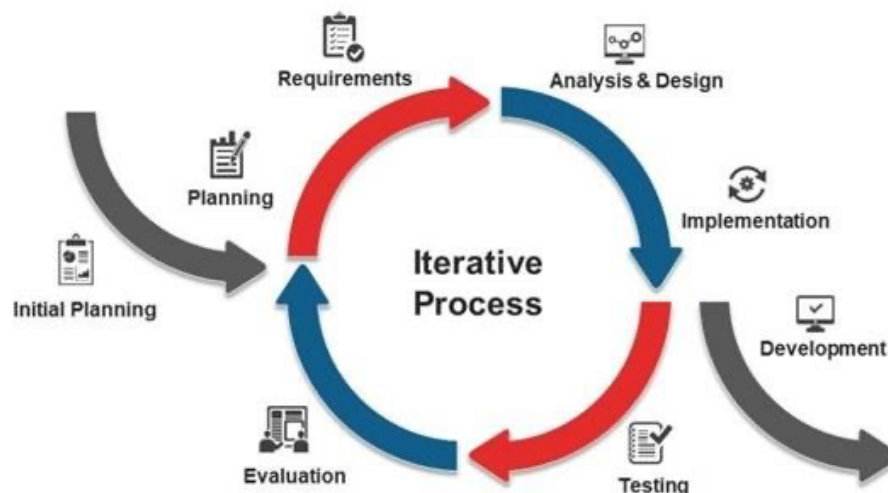 Requirements
Analysis & Design
Planning
Implementation
Iterative
Process
Initial Planning
Development
Evaluation
Testing